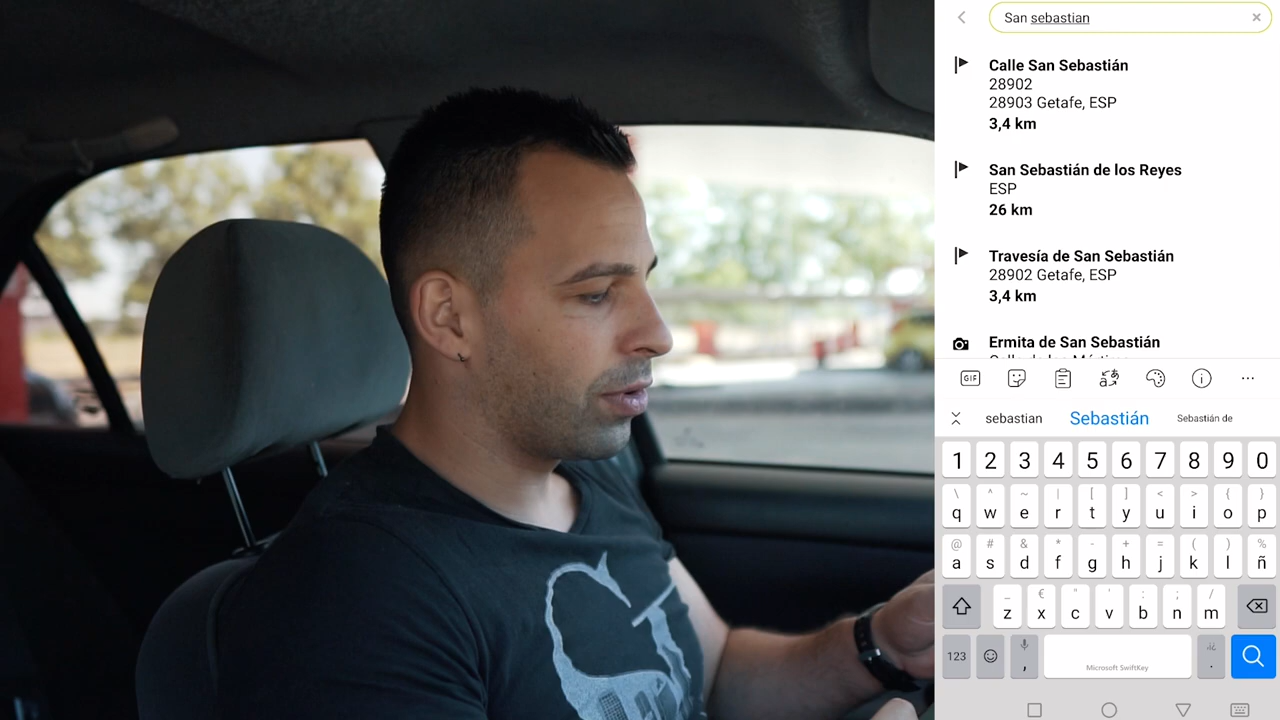 San sebastian
Calle San Sebastián
28902
28903 Getafe, ESP
3,4 km
San Sebastián de los Reyes
ESP
26 km
Travesía de San Sebastián
28902 Getafe, ESP
3,4 km
Ermita de San Sebastián
GIF
sebastian Sebastián Sebastián de
1 2 3 4 5 6 7 8 9 0
\ ^ ~ | [ ] < > { }
q w e r t y u i o p
@ # & * - + = ( ) %
a s d f g h j k l ñ
_ € " ' : ; /
z x c v b n m
123 , .
Microsoft SwiftKey